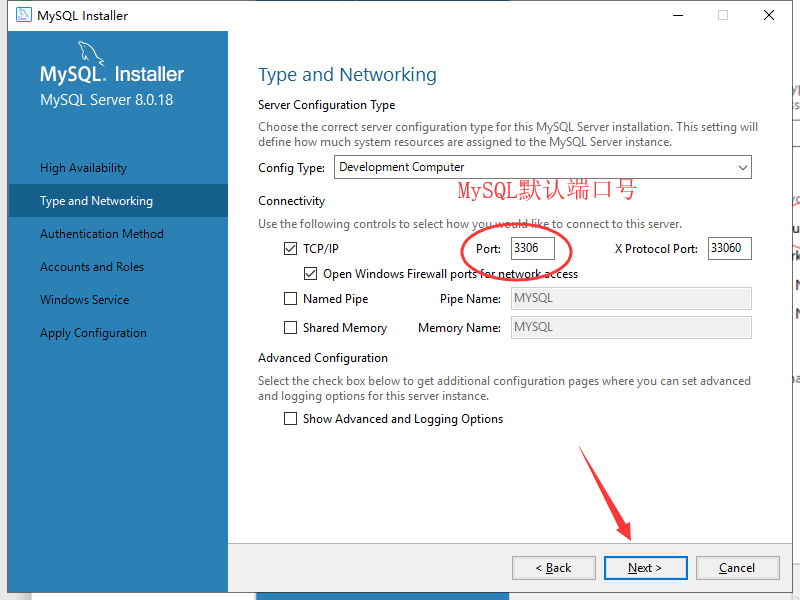 MySQL Installer
MySQL. Installer
MySQL Server 8.0.18
High Availability
Type and Networking
Authentication Method
Accounts and Roles
Windows Service
Apply Configuration
Type and Networking
Server Configuration Type
Choose the correct server configuration type for this MySQL Server installation. This setting will
define how much system resources are assigned to the MySQL Server instance.
Config Type: Development Computer
MySQL默认端口号
Connectivity
Use the following controls to select how you would like to connect to this server.
TCP/IP Port: 3306 X Protocol Port: 33060
Open Windows Firewall ports for network access
Named Pipe Pipe Name: MYSQL
Shared Memory Memory Name: MYSQL
Advanced Configuration
Select the check box below to get additional configuration pages where you can set advanced
and logging options for this server instance.
Show Advanced and Logging Options
< Back Next > Cancel